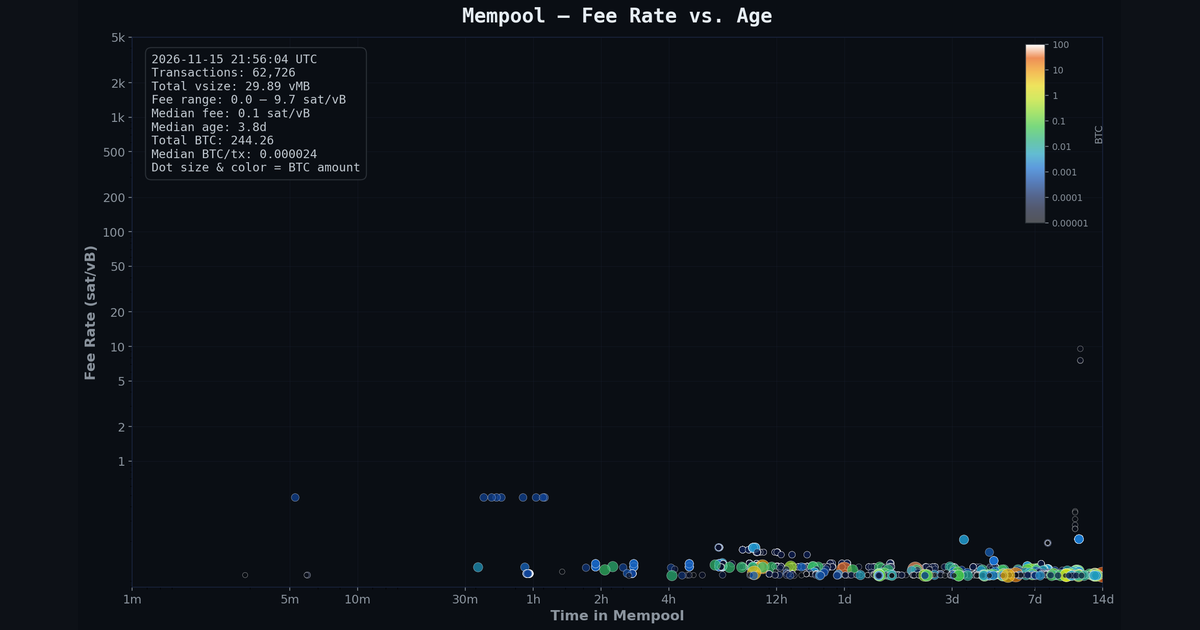 Mempool — Fee Rate vs. Age
2026-11-15 21:56:04 UTC
Transactions: 62,726
Total vsize: 29.89 vMB
Fee range: 0.0 — 9.7 sat/vB
Median fee: 0.1 sat/vB
Median age: 3.8d
Total BTC: 244.26
Median BTC/tx: 0.000024
Dot size & color = BTC amount
100
10
1
0.1
0.01
0.001
0.0001
0.00001
BTC
Fee Rate (sat/vB)
5k
2k
1k
500
200
100
50
20
10
5
2
1
1m 5m 10m 30m 1h 2h 4h 12h 1d 3d 7d 14d
Time in Mempool